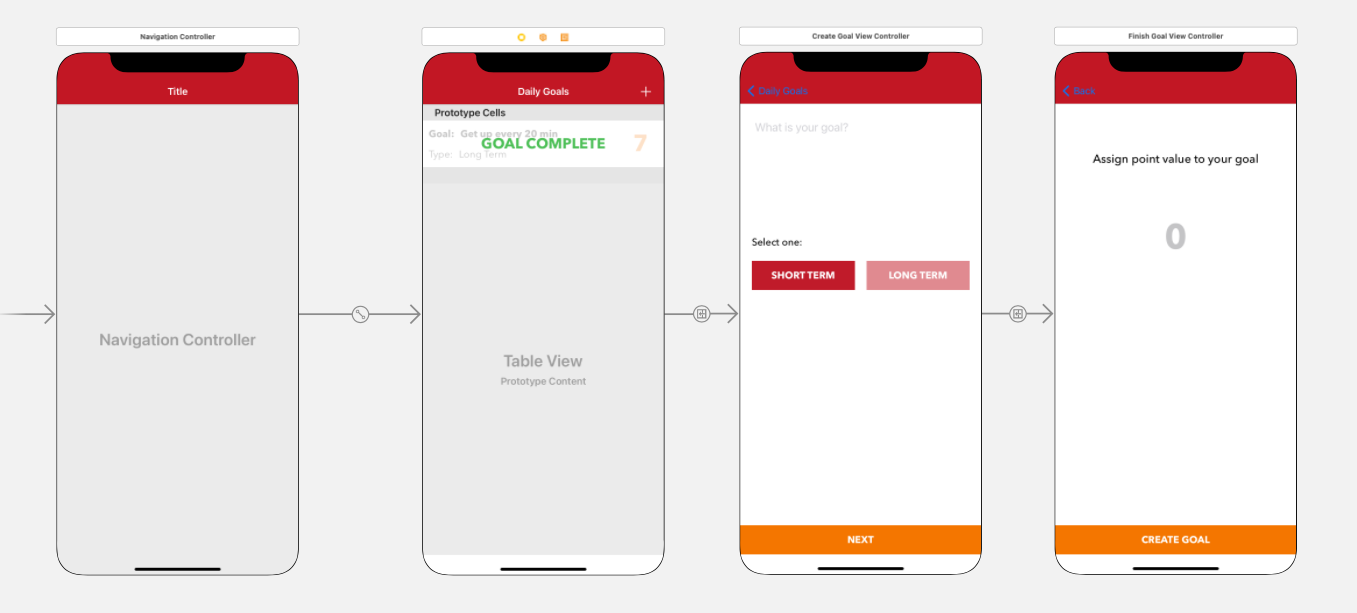 Navigation Controller
Title
Navigation Controller
Daily Goals
Prototype Cells
Goal: Get up every 20 min
GOAL COMPLETE
7
Type: Long Term
Table View
Prototype Content
Create Goal View Controller
Daily Goals
What is your goal?
Select one:
SHORT TERM
LONG TERM
NEXT
Finish Goal View Controller
Back
Assign point value to your goal
0
CREATE GOAL